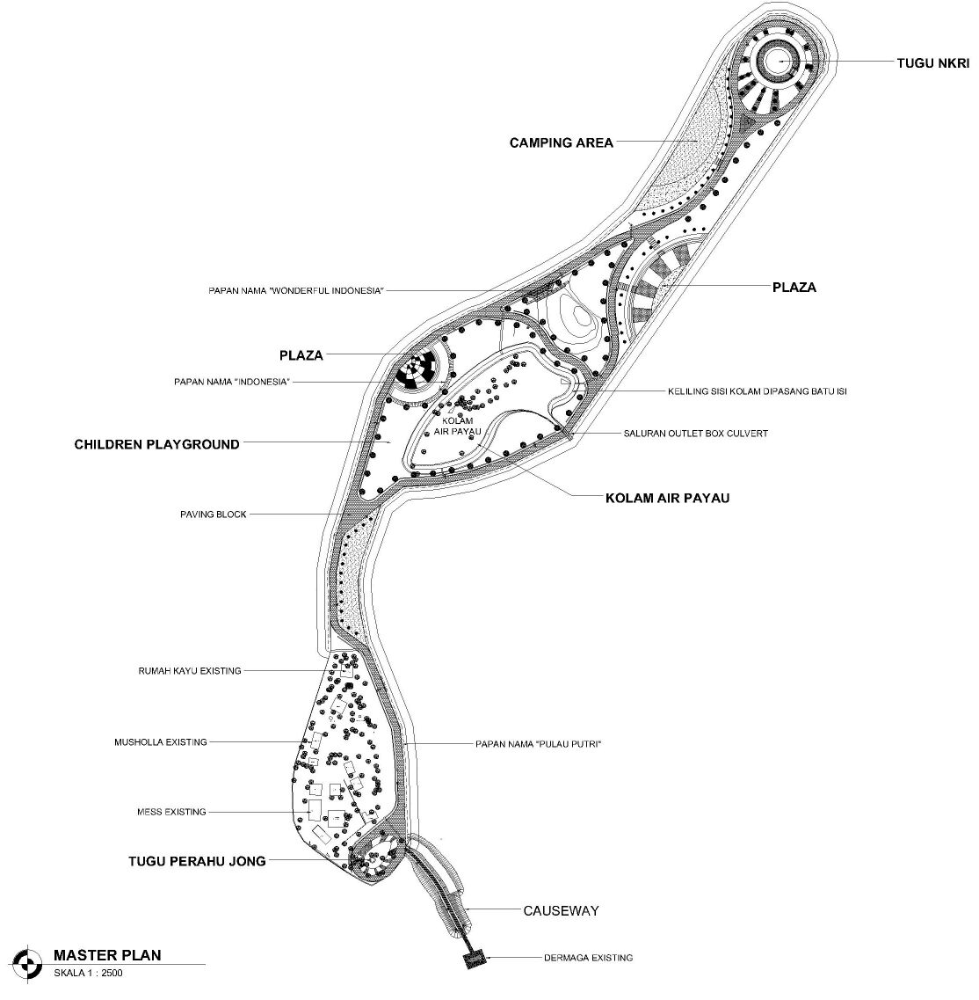 TUGU NKRI
CAMPING AREA
PAPAN NAMA "WONDERFUL INDONESIA"
PLAZA
PLAZA
PAPAN NAMA "INDONESIA"
KELILING SISI KOLAM DIPASANG BATU ISI
KOLAM
AIR PAYAU
SALURAN OUTLET BOX CULVERT
CHILDREN PLAYGROUND
KOLAM AIR PAYAU
PAVING BLOCK
RUMAH KAYU EXISTING
MUSHOLLA EXISTING
PAPAN NAMA "PULAU PUTRI"
MESS EXISTING
TUGU PERAHU JONG
CAUSEWAY
DERMAGA EXISTING
MASTER PLAN
SKALA 1 : 2500